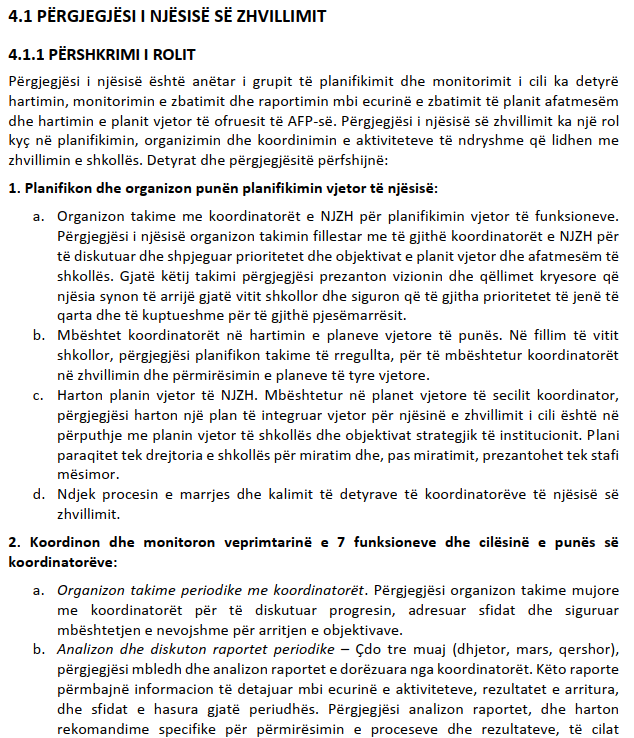 4.1 PËRGJEGJËSI I NJËSISË SË ZHVILLIMIT
4.1.1 PËRSHKRIMI I ROLIT
Përgjegjësi i njësisë është anëtar i grupit të planifikimit dhe monitorimit i cili ka detyrë
hartimin, monitorimin e zbatimit dhe raportimin mbi ecurinë e zbatimit të planit afatmesëm
dhe hartimin e planit vjetor të ofruesit të AFP-së. Përgjegjësi i njësisë së zhvillimit ka një rol
kyç në planifikimin, organizimin dhe koordinimin e aktiviteteve të ndryshme që lidhen me
zhvillimin e shkollës. Detyrat dhe përgjegjësitë përfshijnë:
1. Planifikon dhe organizon punën planifikimin vjetor të njësisë:
a. Organizon takime me koordinatorët e NJZH për planifikimin vjetor të funksioneve.
Përgjegjësi i njësisë organizon takimin fillestar me të gjithë koordinatorët e NJZH për
të diskutuar dhe shpjeguar prioritetet dhe objektivat e planit vjetor dhe afatmesëm të
shkollës. Gjatë këtij takimi përgjegjësi prezanton vizionin dhe qëllimet kryesore që
njësia synon të arrijë gjatë vitit shkollor dhe siguron që të gjitha prioritetet të jenë të
qarta dhe të kuptueshme për të gjithë pjesëmarrësit.
b. Mbështet koordinatorët në hartimin e planeve vjetore të punës. Në fillim të vitit
shkollor, përgjegjësi planifikon takime të rregullta, për të mbështetur koordinatorët
në zhvillimin dhe përmirësimin e planeve të tyre vjetore.
c. Harton planin vjetor të NJZH. Mbështetur në planet vjetore të secilit koordinator,
përgjegjësi harton një plan të integruar vjetor për njësinë e zhvillimit i cili është në
përputhje me planin vjetor të shkollës dhe objektivat strategjik të institucionit. Plani
paraqitet tek drejtoria e shkollës për miratim dhe, pas miratimit, prezantohet tek stafi
mësimor.
d. Ndjek procesin e marrjes dhe kalimit të detyrave të koordinatorëve të njësisë së
zhvillimit.
2. Koordinon dhe monitoron veprimtarinë e 7 funksioneve dhe cilësinë e punës së
koordinatorëve:
a. Organizon takime periodike me koordinatorët. Përgjegjësi organizon takime mujore
me koordinatorët për të diskutuar progresin, adresuar sfidat dhe siguruar
mbështetjen e nevojshme për arritjen e objektivave.
b. Analizon dhe diskuton raportet periodike – Çdo tre muaj (dhjetor, mars, qershor),
përgjegjësi mbledh dhe analizon raportet e dorëzuara nga koordinatorët. Këto raporte
përmbajnë informacion të detajuar mbi ecurinë e aktiviteteve, rezultatet e arritura,
dhe sfidat e hasura gjatë periudhës. Përgjegjësi analizon raportet, dhe harton
rekomandime specifike për përmirësimin e proceseve dhe rezultateve, të cilat